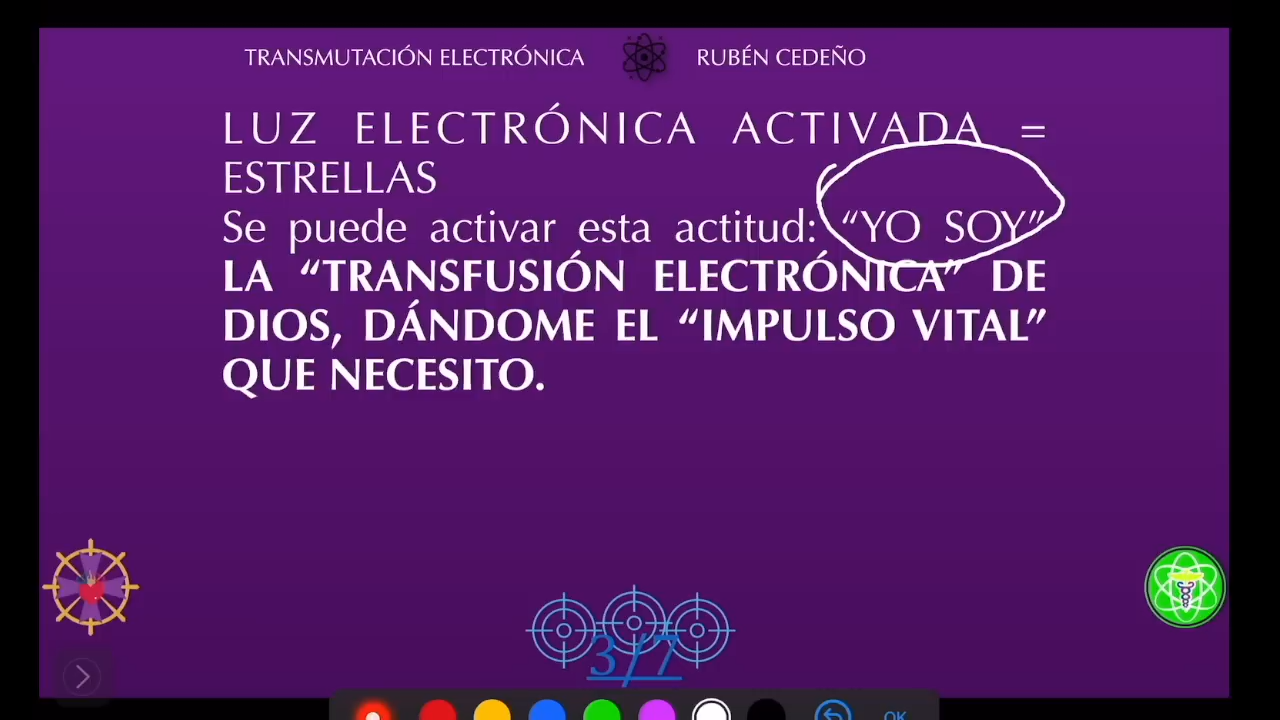 TRANSMUTACIÓN ELECTRÓNICA RUBÉN CEDEÑO
LUZ ELECTRÓNICA ACTIVADA =
ESTRELLAS
Se puede activar esta actitud: “YO SOY”
LA “TRANSFUSIÓN ELECTRÓNICA” DE
DIOS, DÁNDOME EL “IMPULSO VITAL”
QUE NECESITO.
3/7
OK